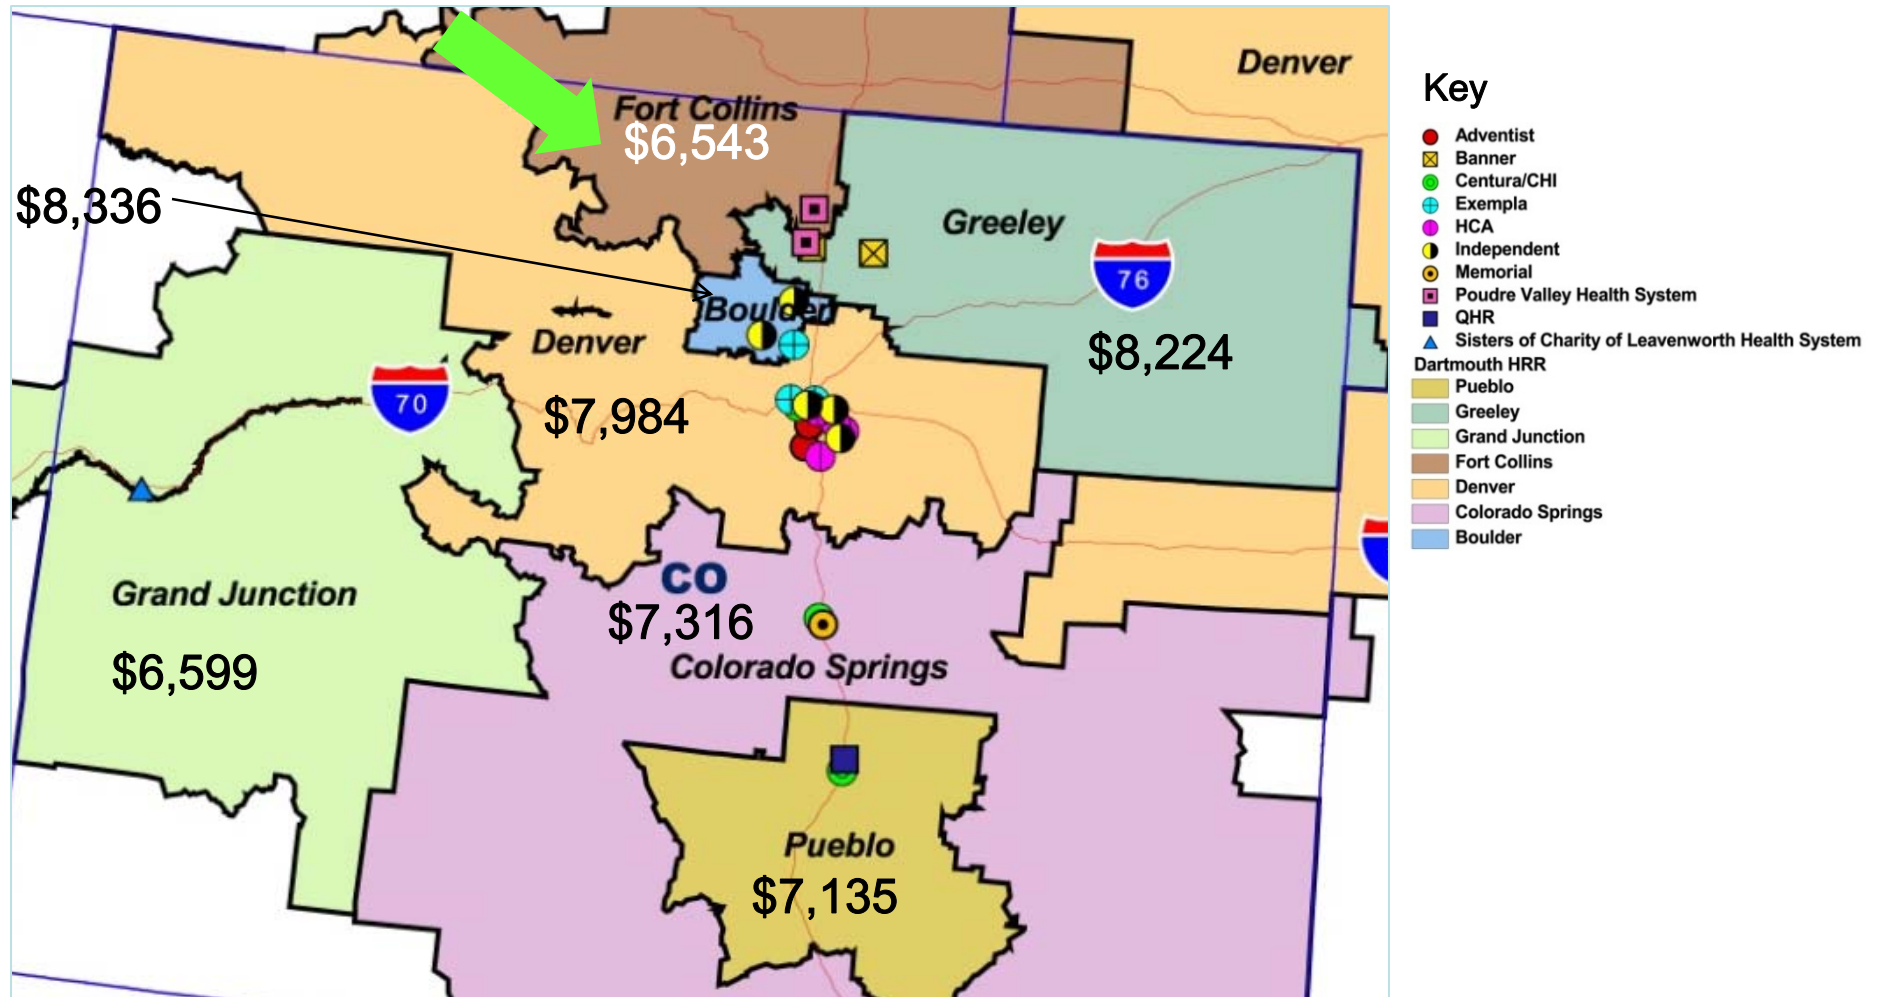 Denver
Fort Collins
$6,543
$8,336
Greeley
76
Boulder
Denver
$8,224
70
$7,984
CO
Grand Junction
$7,316
$6,599
Colorado Springs
Pueblo
$7,135
Key
Adventist
Banner
Centura/CHI
Exempla
HCA
Independent
Memorial
Poudre Valley Health System
QHR
Sisters of Charity of Leavenworth Health System
Dartmouth HRR
Pueblo
Greeley
Grand Junction
Fort Collins
Denver
Colorado Springs
Boulder